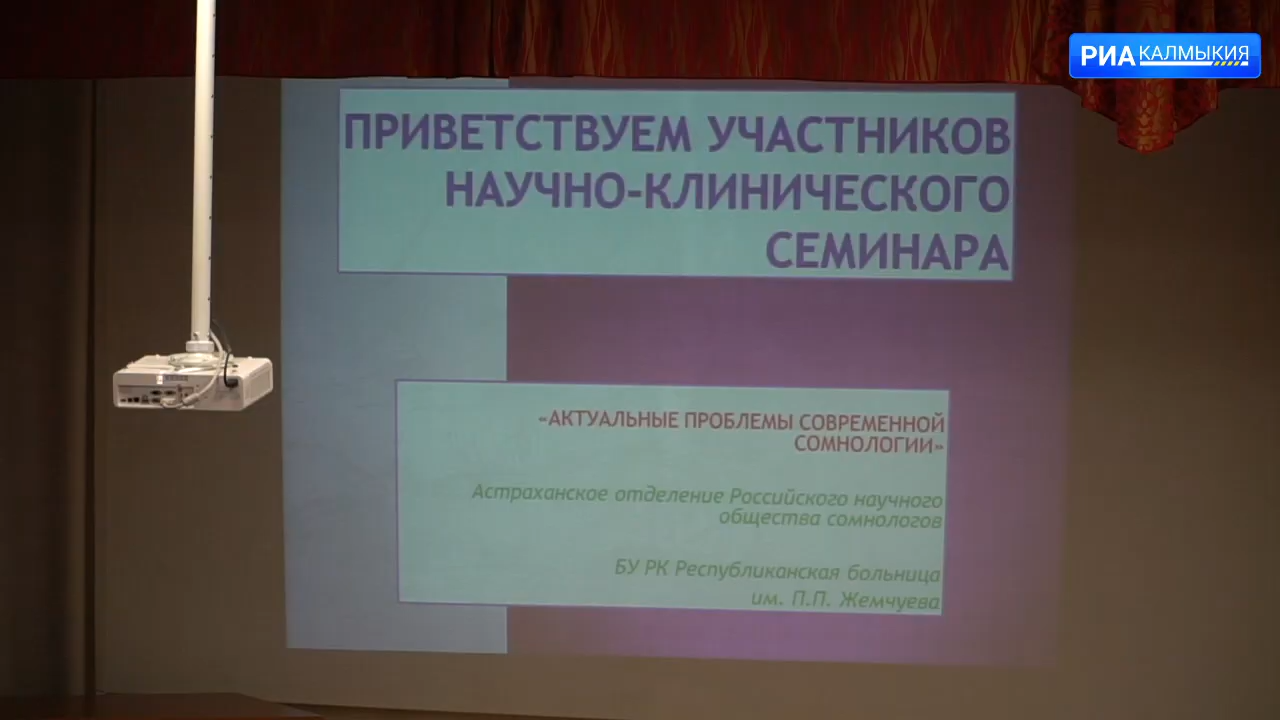 РИА КАЛМЫКИЯ
ПРИВЕТСТВУЕМ УЧАСТНИКОВ
НАУЧНО-КЛИНИЧЕСКОГО
СЕМИНАРА
«АКТУАЛЬНЫЕ ПРОБЛЕМЫ СОВРЕМЕННОЙ
СОМНОЛОГИИ»
Астраханское отделение Российского научного
общества сомнологов
БУ РК Республиканская больница
им. П.П. Жемчуева